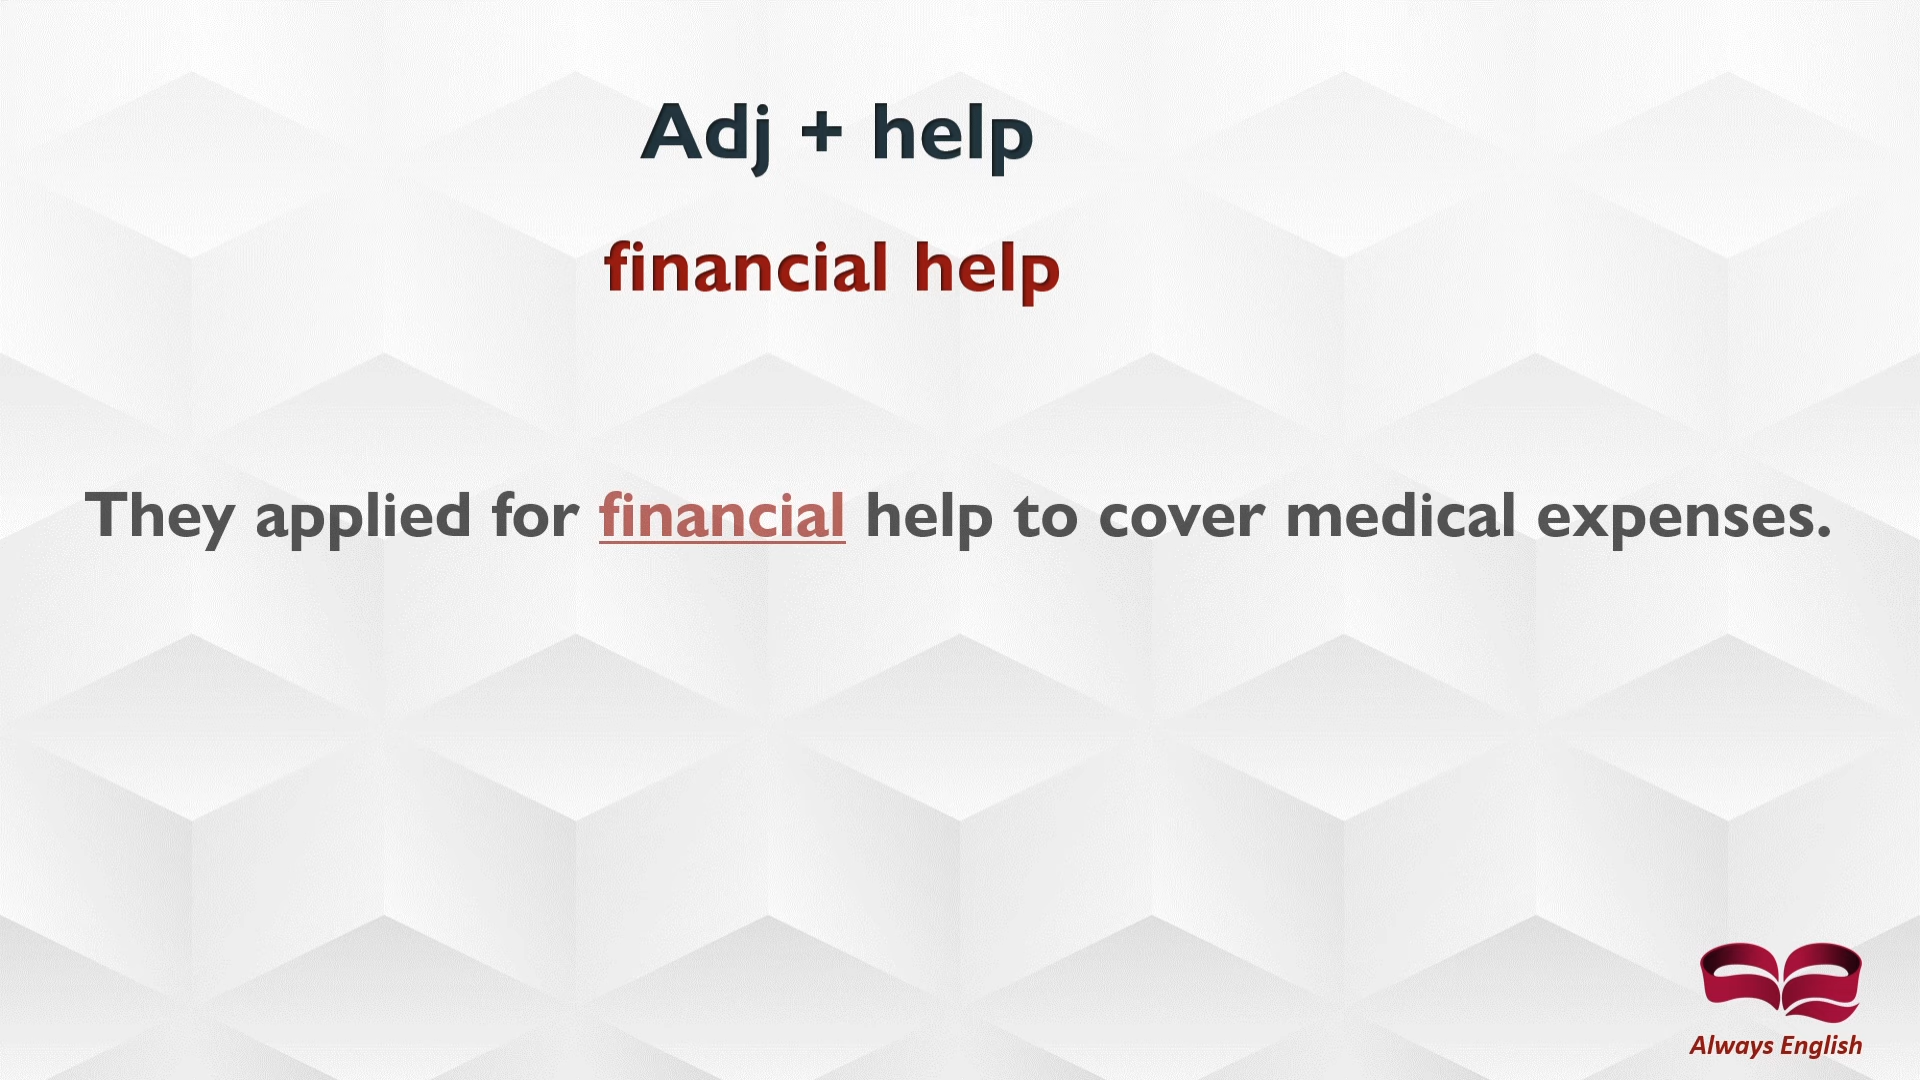 Adj + help
financial help
They applied for financial help to cover medical expenses.
Always English